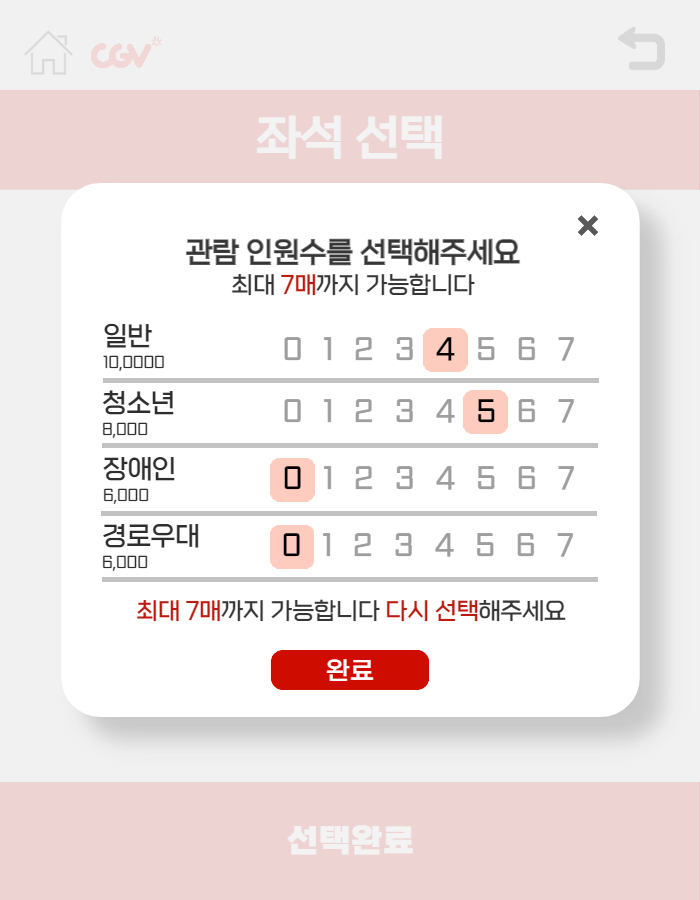 CGV
좌석 선택
관람 인원수를 선택해주세요
최대 7매까지 가능합니다
일반
10,0000
0 1 2 3 4 5 6 7
청소년
8,000
0 1 2 3 4 5 6 7
장애인
6,000
0 1 2 3 4 5 6 7
경로우대
6,000
0 1 2 3 4 5 6 7
최대 7매까지 가능합니다 다시 선택해주세요
완료
선택완료